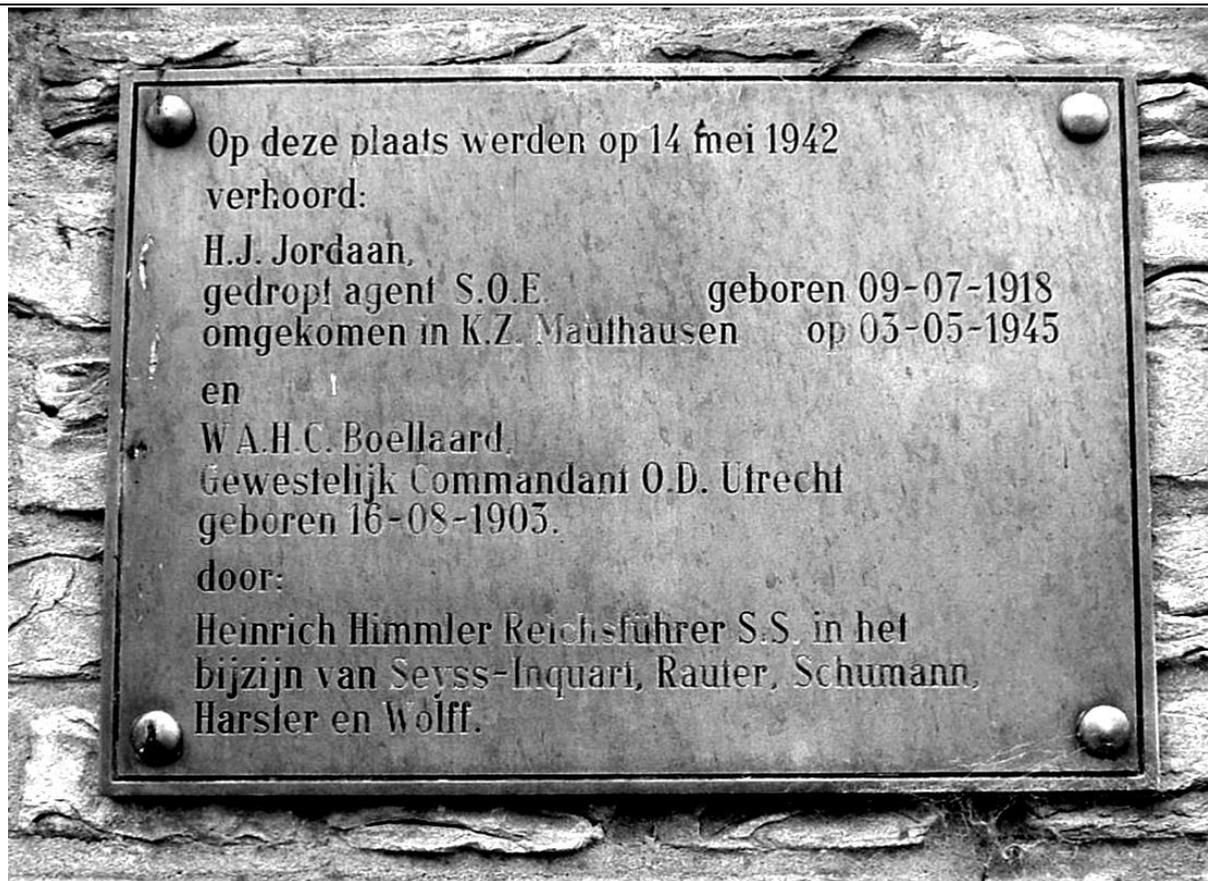 Op deze plaats werden op 14 mei 1942
verhoord:
H.J. Jordaan,
gedropt agent S.O.E. geboren 09-07-1918
omgekomen in K.Z. Mauthausen op 03-05-1945
en
W.A.H.C. Boellaard,
Gewestelijk Commandant O.D. Utrecht
geboren 16-08-1903.
door:
Heinrich Himmler Reichsführer S.S. in het
bijzijn van Seyss-Inquart, Rauter, Schumann,
Harster en Wolff.